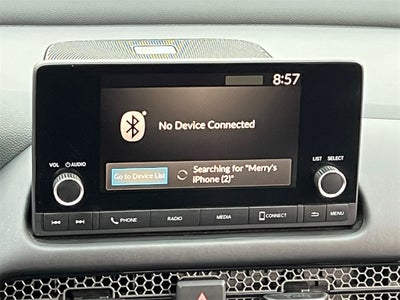 8:57
No Device Connected
VOL AUDIO
LIST SELECT
Go to Device List
Searching for "Merry's
iPhone (2)"
PHONE
RADIO
MEDIA
CONNECT
MENU